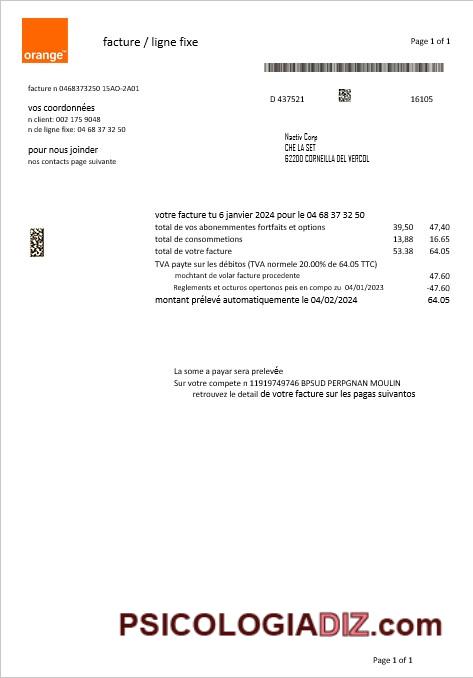 orange™
facture / ligne fixe
Page 1 of 1
facture n 0468373250 15AO-2A01
D 437521
16105
vos coordonnées
n client: 002 175 9048
n de ligne fixe: 04 68 37 32 50
Naztiv Corp
CHE LA SET
62200 CORNEILLA DEL VERCOL
pour nous joinder
nos contacts page suivante
votre facture tu 6 janvier 2024 pour le 04 68 37 32 50
total de vos abonemmentes fortfaits et options 39,50 47,40
total de consommetions 13,88 16.65
total de votre facture 53.38 64.05
TVA payte sur les débitos (TVA normele 20.00% de 64.05 TTC)
mochtant de volar facture procedente 47.60
Reglements et octuros opertonos peis en compo zu 04/01/2023 -47.60
montant prélevé automatiquemente le 04/02/2024 64.05
La some a payar sera prelevée
Sur votre compete n 11919749746 BPSUD PERPGNAN MOULIN
retrouvez le detail de votre facture sur les pagas suivantos
PSICOLOGIADIZ.com
Page 1 of 1